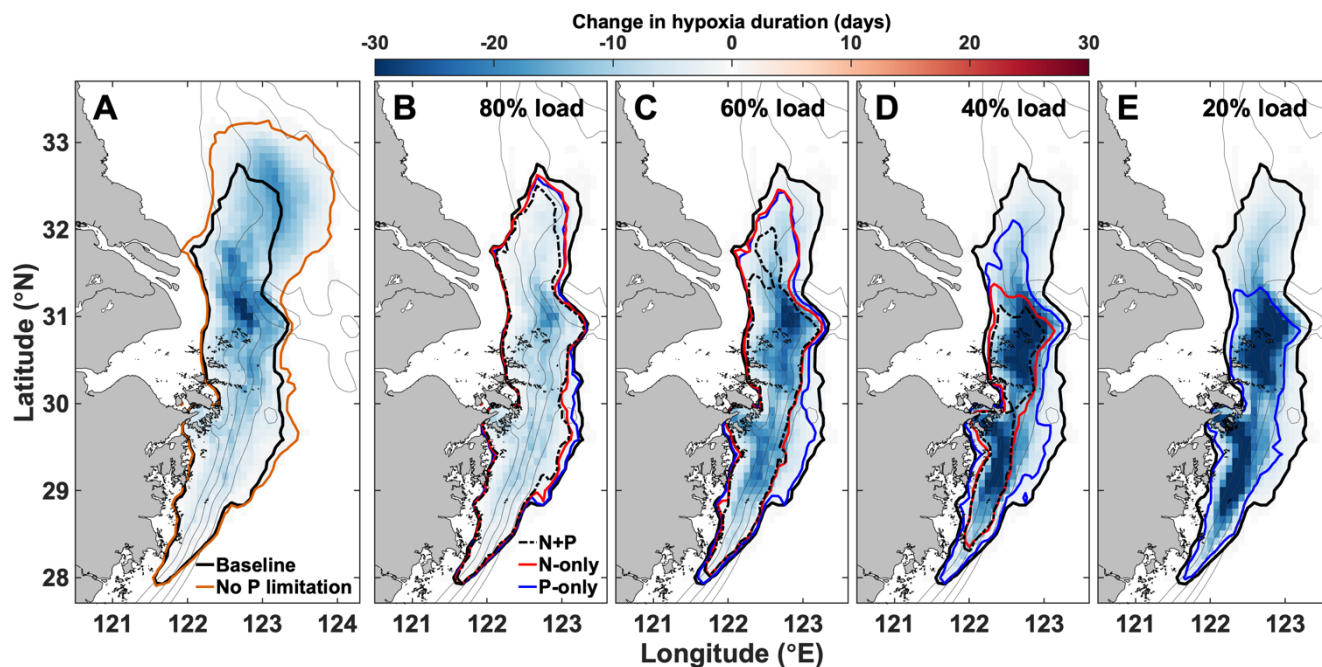 Change in hypoxia duration (days)
-30 -20 -10 0 10 20 30
A B 80% load C 60% load D 40% load E 20% load
33
32
31
30
29
28
Latitude (°N)
Baseline
No P limitation
N+P
N-only
P-only
121 122 123 124 121 122 123 121 122 123 121 122 123 121 122 123
Longitude (°E)